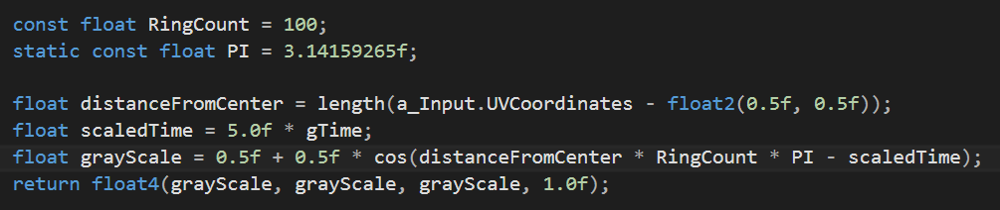 const float RingCount = 100;
static const float PI = 3.14159265f;
float distanceFromCenter = length(a_Input.UVCoordinates - float2(0.5f, 0.5f));
float scaledTime = 5.0f * gTime;
float grayScale = 0.5f + 0.5f * cos(distanceFromCenter * RingCount * PI - scaledTime);
return float4(grayScale, grayScale, grayScale, 1.0f);